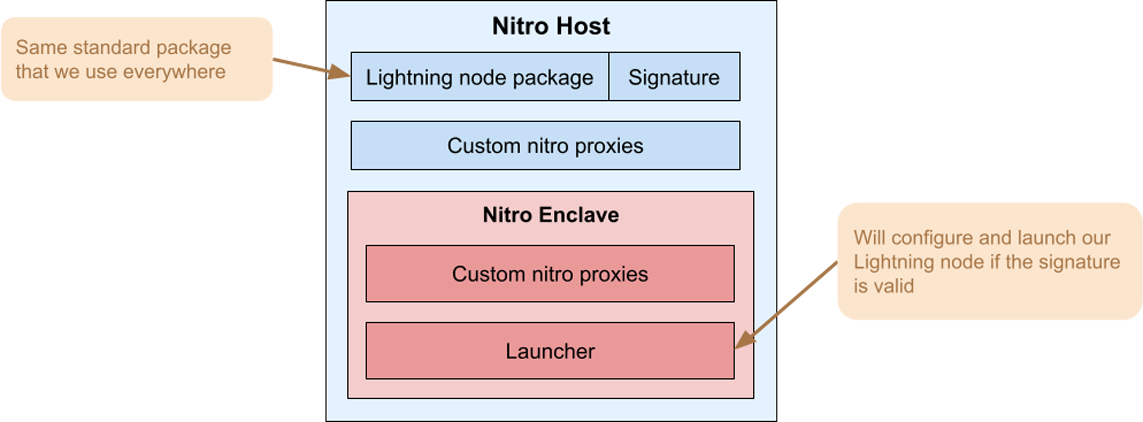 Nitro Host
Same standard package
that we use everywhere
Lightning node package
Signature
Custom nitro proxies
Nitro Enclave
Custom nitro proxies
Will configure and launch our
Lightning node if the signature
is valid
Launcher